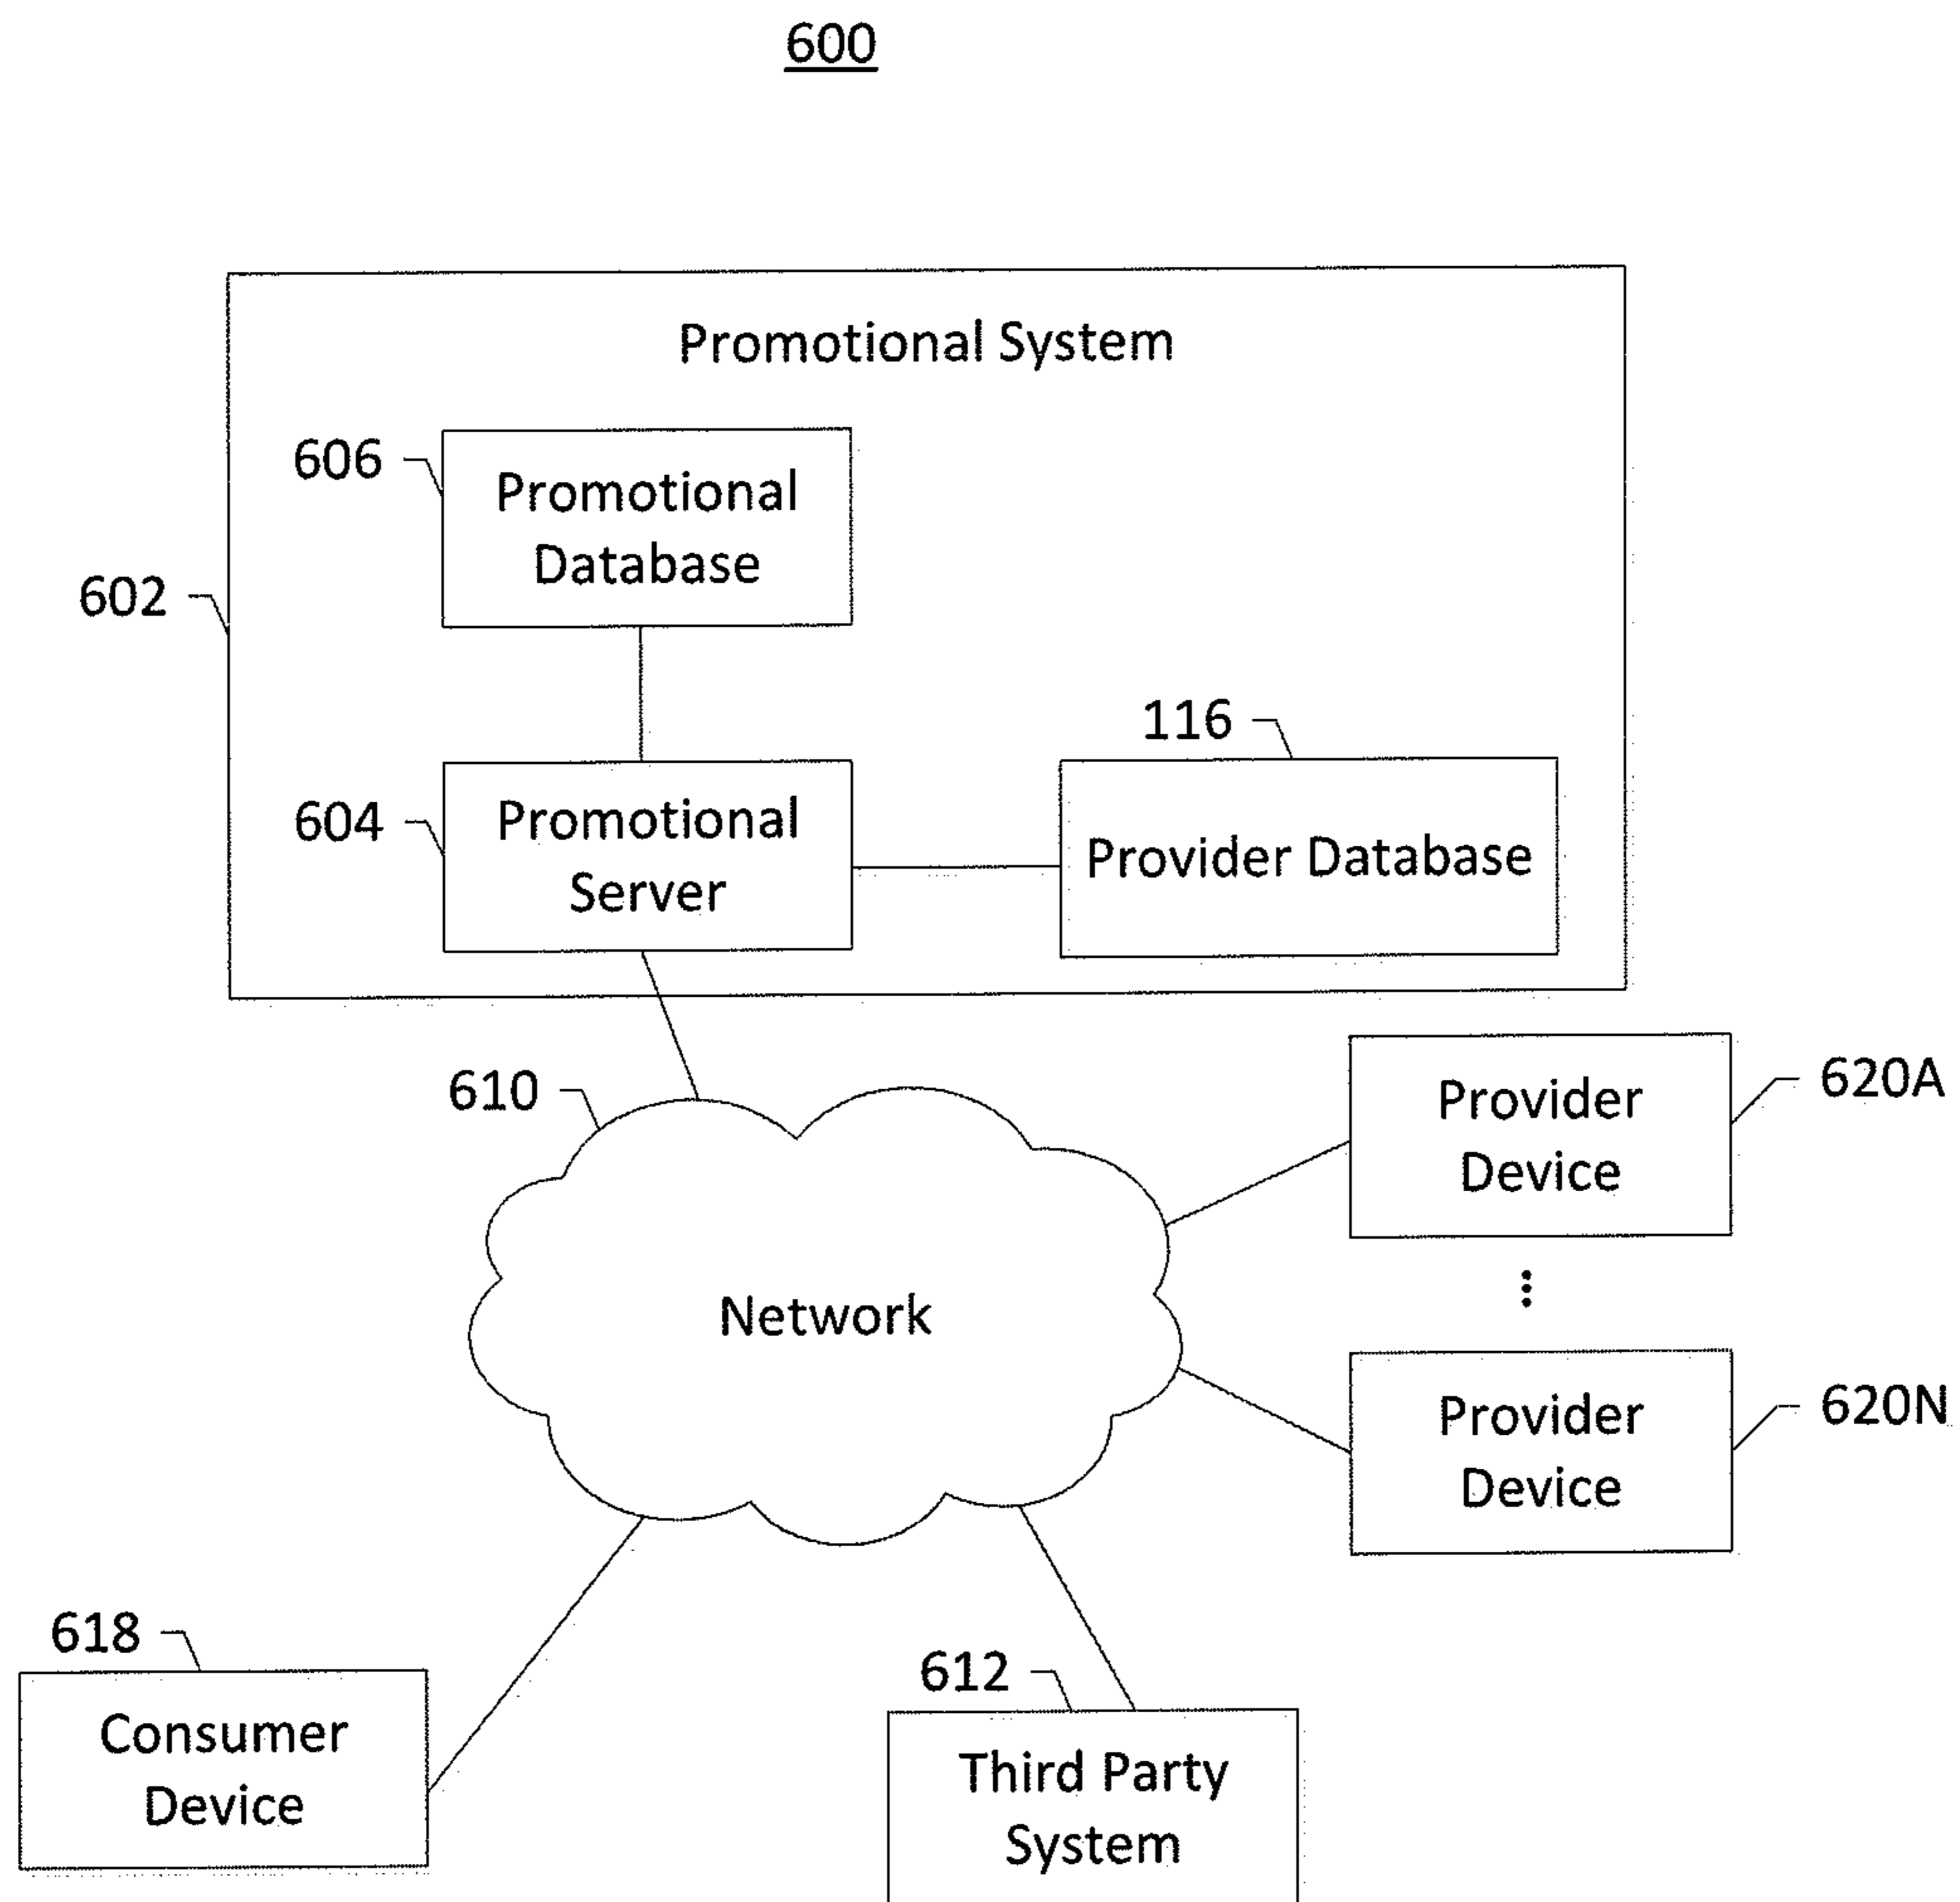 600
Promotional System
606
Promotional
Database
602
116
604
Promotional
Server
Provider Database
610
Provider
Device
620A
Network
Provider
Device
620N
618
Consumer
Device
612
Third Party
System